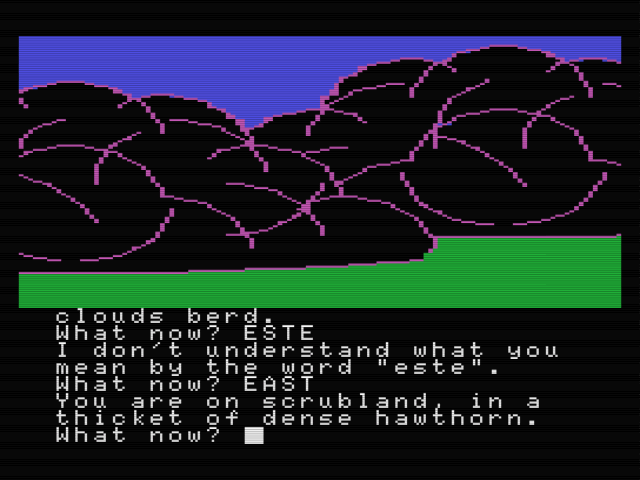 clouds berd.
What now? ESTE
I don't understand what you
mean by the word "este".
What now? EAST
You are on scrubland, in a
thicket of dense hawthorn.
What now?